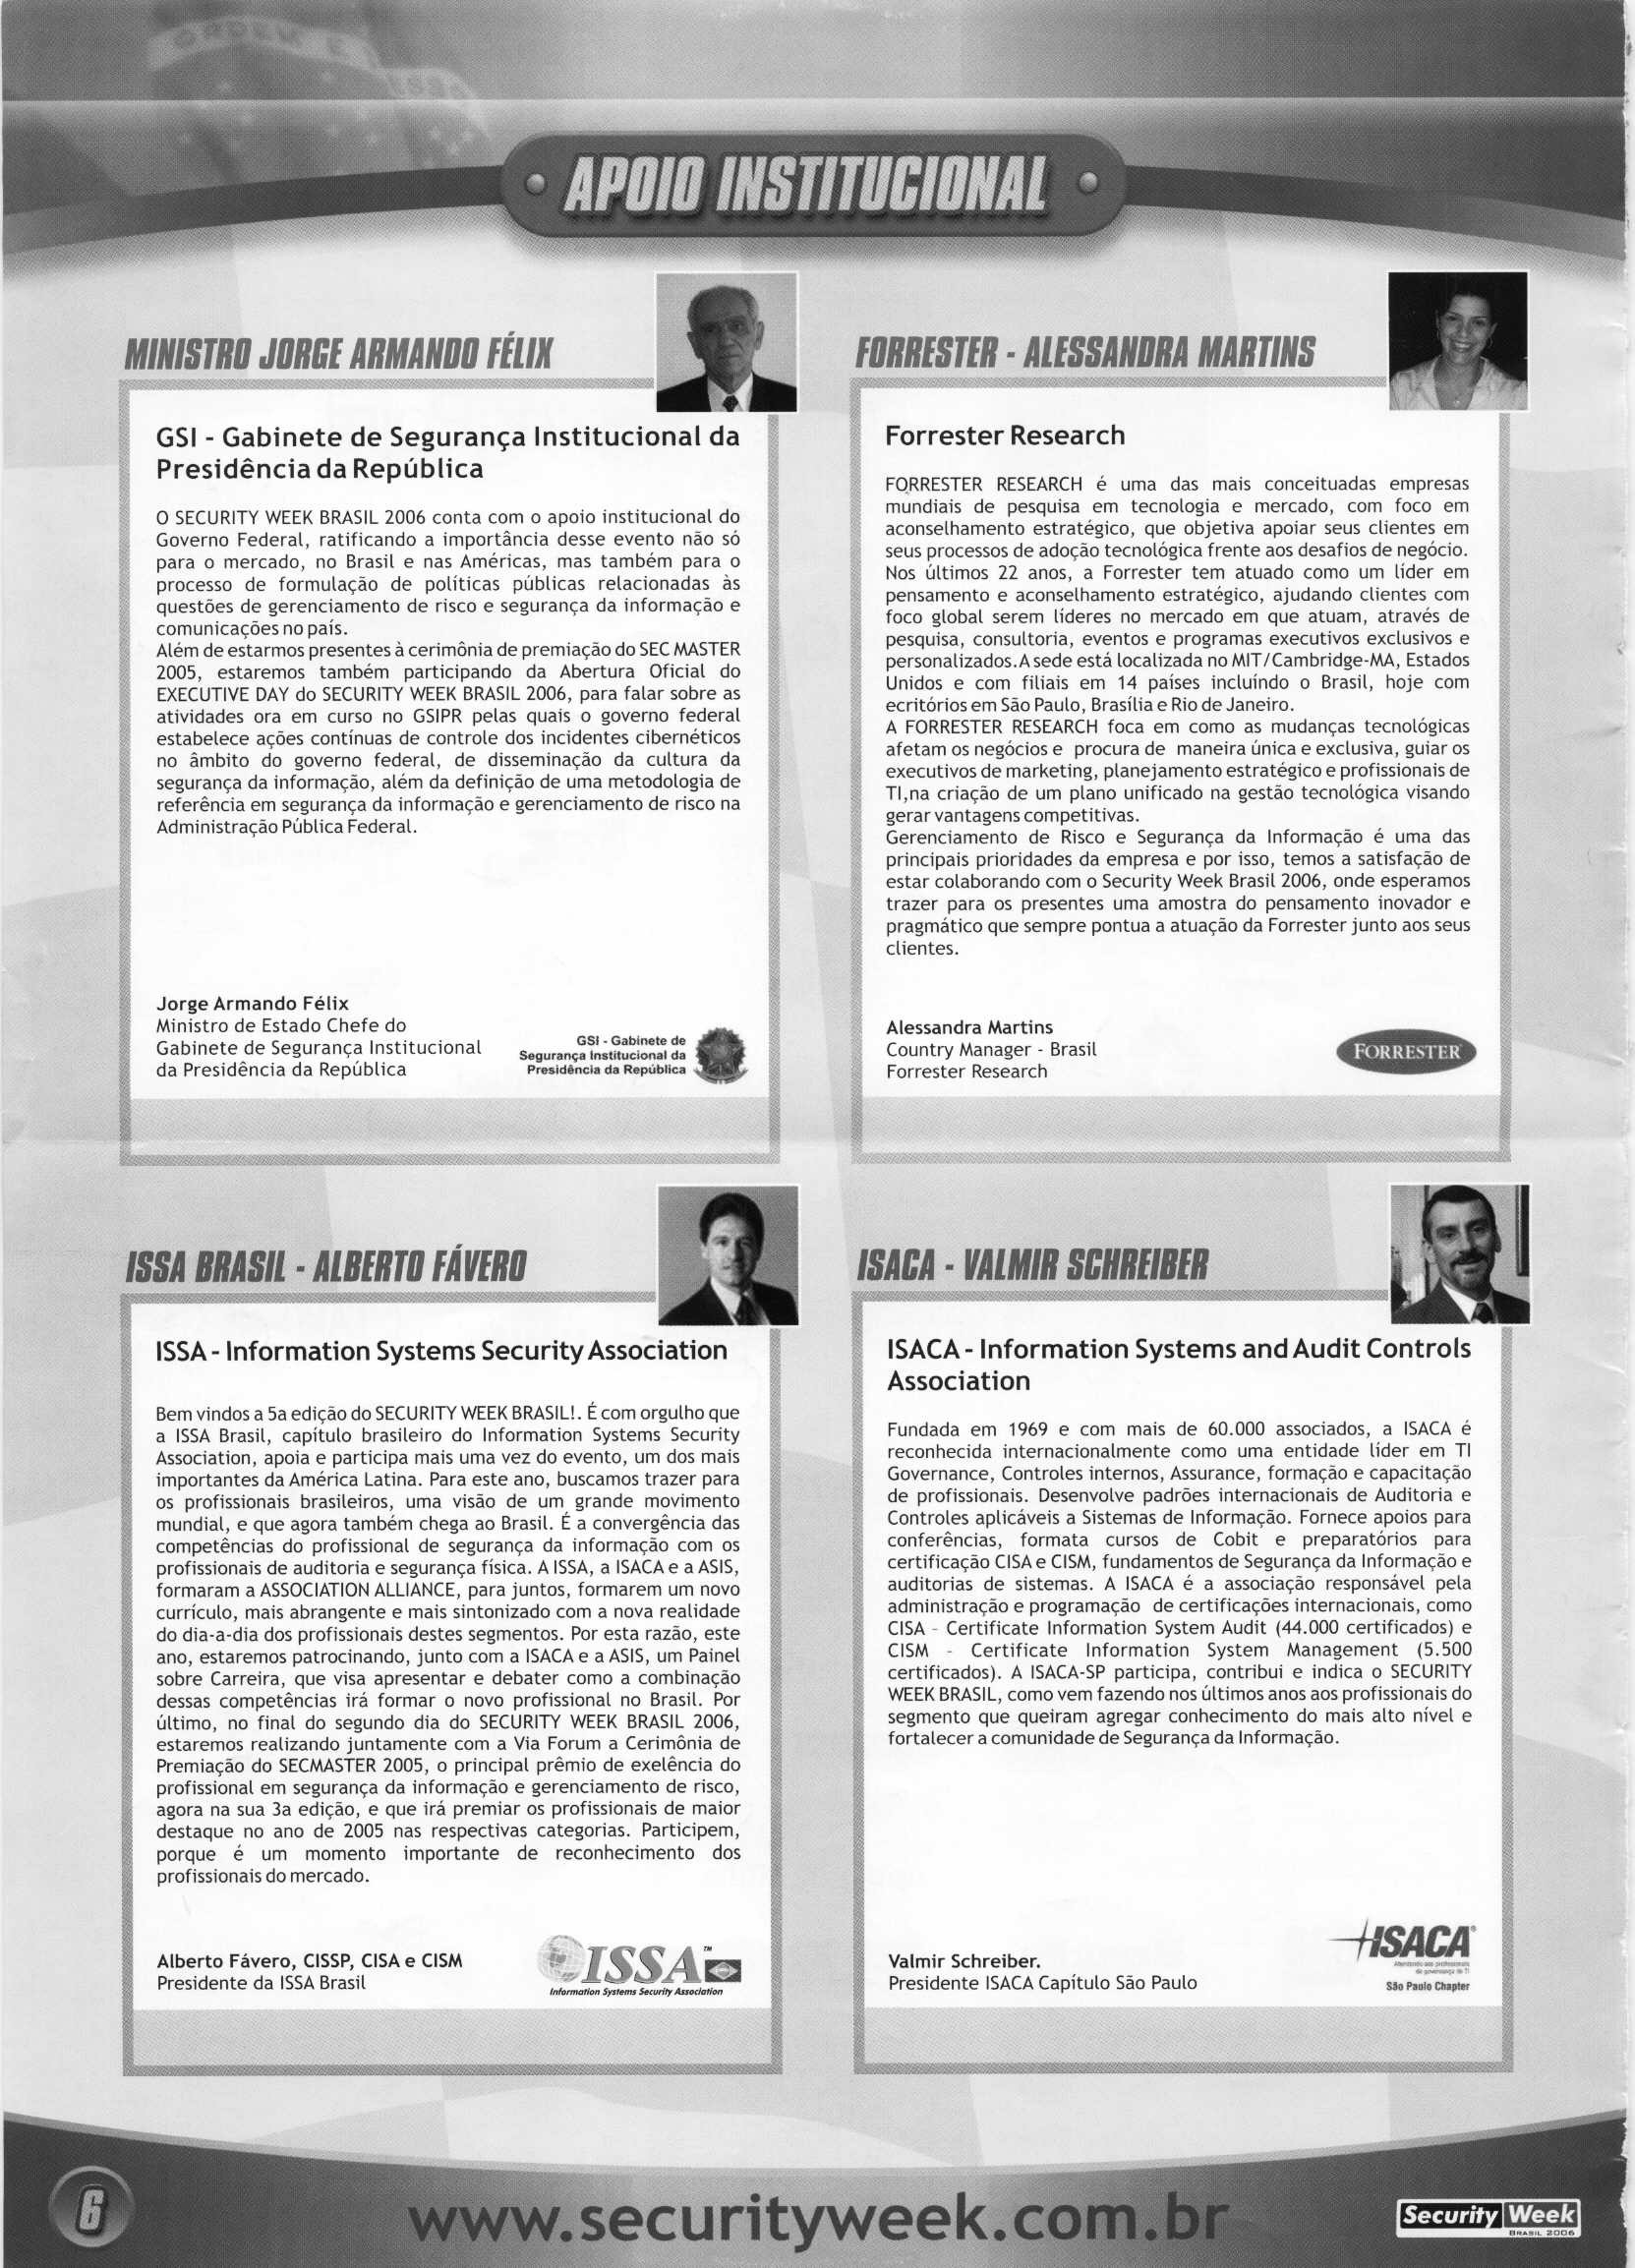 APOIO INSTITUCIONAL
MINISTRO JORGE ARMANDO FÉLIX
GSI - Gabinete de Segurança Institucional da
Presidência da República
O SECURITY WEEK BRASIL 2006 conta com o apoio institucional do
Governo Federal, ratificando a importância desse evento não só
para o mercado, no Brasil e nas Américas, mas também para o
processo de formulação de políticas públicas relacionadas às
questões de gerenciamento de risco e segurança da informação e
comunicações no país.
Além de estarmos presentes à cerimônia de premiação do SEC MASTER
2005, estaremos também participando da Abertura Oficial do
EXECUTIVE DAY do SECURITY WEEK BRASIL 2006, para falar sobre as
atividades ora em curso no GSIPR pelas quais o governo federal
estabelece ações contínuas de controle dos incidentes cibernéticos
no âmbito do governo federal, de disseminação da cultura da
segurança da informação, além da definição de uma metodologia de
referência em segurança da informação e gerenciamento de risco na
Administração Pública Federal.
Jorge Armando Félix
Ministro de Estado Chefe do
Gabinete de Segurança Institucional
da Presidência da República
GSI - Gabinete de
Segurança Institucional da
Presidência da República
FORRESTER - ALESSANDRA MARTINS
Forrester Research
FORRESTER RESEARCH é uma das mais conceituadas empresas
mundiais de pesquisa em tecnologia e mercado, com foco em
aconselhamento estratégico, que objetiva apoiar seus clientes em
seus processos de adoção tecnológica frente aos desafios de negócio.
Nos últimos 22 anos, a Forrester tem atuado como um líder em
pensamento e aconselhamento estratégico, ajudando clientes com
foco global serem líderes no mercado em que atuam, através de
pesquisa, consultoria, eventos e programas executivos exclusivos e
personalizados.A sede está localizada no MIT/Cambridge-MA, Estados
Unidos e com filiais em 14 países incluíndo o Brasil, hoje com
ecritórios em São Paulo, Brasília e Rio de Janeiro.
A FORRESTER RESEARCH foca em como as mudanças tecnológicas
afetam os negócios e procura de maneira única e exclusiva, guiar os
executivos de marketing, planejamento estratégico e profissionais de
TI,na criação de um plano unificado na gestão tecnológica visando
gerar vantagens competitivas.
Gerenciamento de Risco e Segurança da Informação é uma das
principais prioridades da empresa e por isso, temos a satisfação de
estar colaborando com o Security Week Brasil 2006, onde esperamos
trazer para os presentes uma amostra do pensamento inovador e
pragmático que sempre pontua a atuação da Forrester junto aos seus
clientes.
Alessandra Martins
Country Manager - Brasil
Forrester Research
FORRESTER
ISSA BRASIL - ALBERTO FÁVERO
ISSA - Information Systems Security Association
Bem vindos a 5a edição do SECURITY WEEK BRASIL!. É com orgulho que
a ISSA Brasil, capítulo brasileiro do Information Systems Security
Association, apoia e participa mais uma vez do evento, um dos mais
importantes da América Latina. Para este ano, buscamos trazer para
os profissionais brasileiros, uma visão de um grande movimento
mundial, e que agora também chega ao Brasil. É a convergência das
competências do profissional de segurança da informação com os
profissionais de auditoria e segurança física. A ISSA, a ISACA e a ASIS,
formaram a ASSOCIATION ALLIANCE, para juntos, formarem um novo
currículo, mais abrangente e mais sintonizado com a nova realidade
do dia-a-dia dos profissionais destes segmentos. Por esta razão, este
ano, estaremos patrocinando, junto com a ISACA e a ASIS, um Painel
sobre Carreira, que visa apresentar e debater como a combinação
dessas competências irá formar o novo profissional no Brasil. Por
último, no final do segundo dia do SECURITY WEEK BRASIL 2006,
estaremos realizando juntamente com a Via Forum a Cerimônia de
Premiação do SECMASTER 2005, o principal prêmio de exelência do
profissional em segurança da informação e gerenciamento de risco,
agora na sua 3a edição, e que irá premiar os profissionais de maior
destaque no ano de 2005 nas respectivas categorias. Participem,
porque é um momento importante de reconhecimento dos
profissionais do mercado.
Alberto Fávero, CISSP, CISA e CISM
Presidente da ISSA Brasil
ISSA™
Information Systems Security Association
ISACA - VALMIR SCHREIBER
ISACA - Information Systems and Audit Controls
Association
Fundada em 1969 e com mais de 60.000 associados, a ISACA é
reconhecida internacionalmente como uma entidade líder em TI
Governance, Controles internos, Assurance, formação e capacitação
de profissionais. Desenvolve padrões internacionais de Auditoria e
Controles aplicáveis a Sistemas de Informação. Fornece apoios para
conferências, formata cursos de Cobit e preparatórios para
certificação CISA e CISM, fundamentos de Segurança da Informação e
auditorias de sistemas. A ISACA é a associação responsável pela
administração e programação de certificações internacionais, como
CISA - Certificate Information System Audit (44.000 certificados) e
CISM - Certificate Information System Management (5.500
certificados). A ISACA-SP participa, contribui e indica o SECURITY
WEEK BRASIL, como vem fazendo nos últimos anos aos profissionais do
segmento que queiram agregar conhecimento do mais alto nível e
fortalecer a comunidade de Segurança da Informação.
Valmir Schreiber.
Presidente ISACA Capítulo São Paulo
ISACA®
Atendendo aos profissionais
de governança de TI
São Paulo Chapter
6
www.securityweek.com.br
Security Week
BRASIL 2006